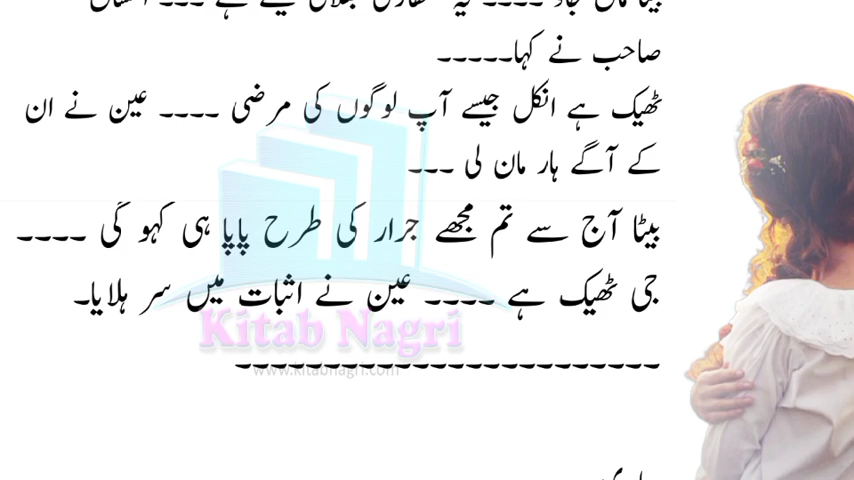 صاحب نے کہا۔۔۔۔۔
ٹھیک ہے انکل جیسے آپ لوگوں کی مرضی ۔۔۔۔ عین نے ان
کے آگے ہار مان لی ۔۔۔
بیٹا آج سے تم مجھے جرار کی طرح پاپا ہی کہو گی ۔۔۔۔
جی ٹھیک ہے ۔۔۔۔ عین نے اثبات میں سر ہلایا۔
Kitab Nagri
۔۔۔۔۔۔۔۔۔۔۔۔۔۔۔۔۔۔۔۔۔۔۔۔
www.kitabnagri.com